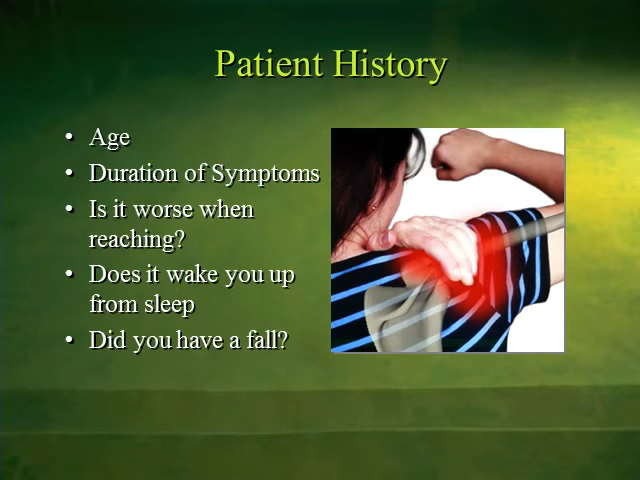 Patient History
• Age
• Duration of Symptoms
• Is it worse when
reaching?
• Does it wake you up
from sleep
• Did you have a fall?